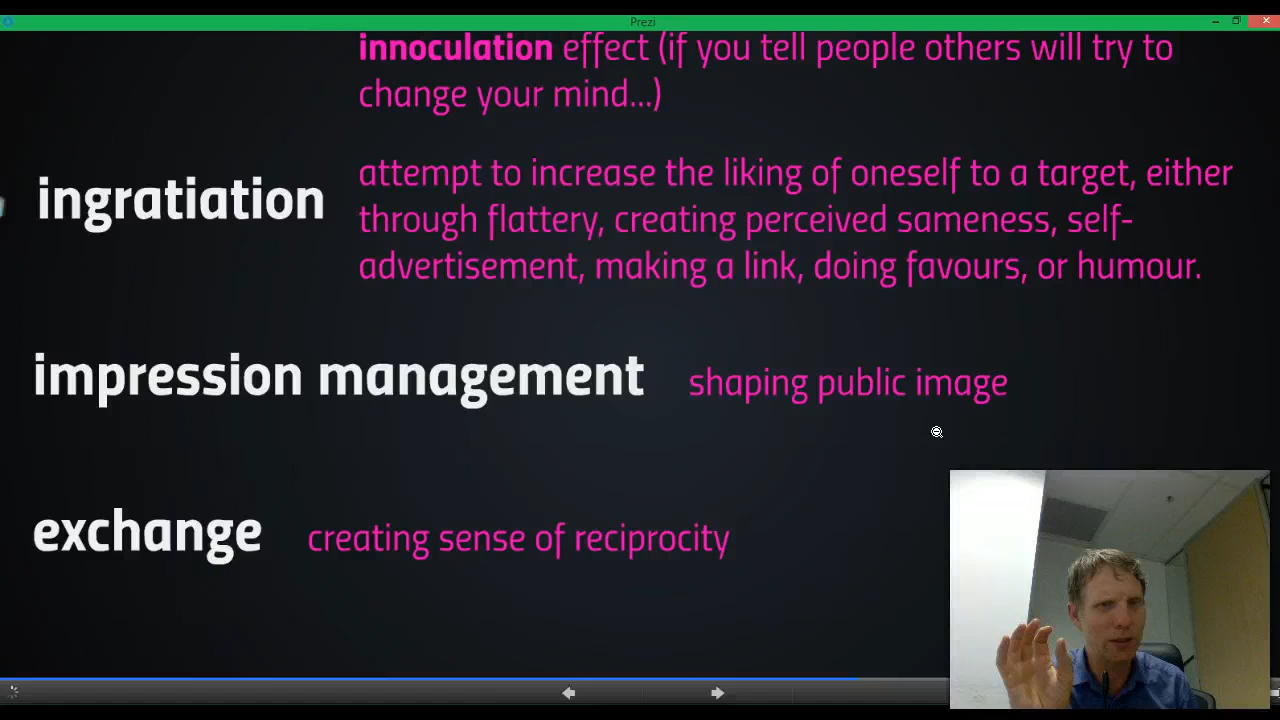 Prezi
innoculation effect (if you tell people others will try to
change your mind...)
ingratiation
attempt to increase the liking of oneself to a target, either
through flattery, creating perceived sameness, self-
advertisement, making a link, doing favours, or humour.
impression management shaping public image
exchange creating sense of reciprocity